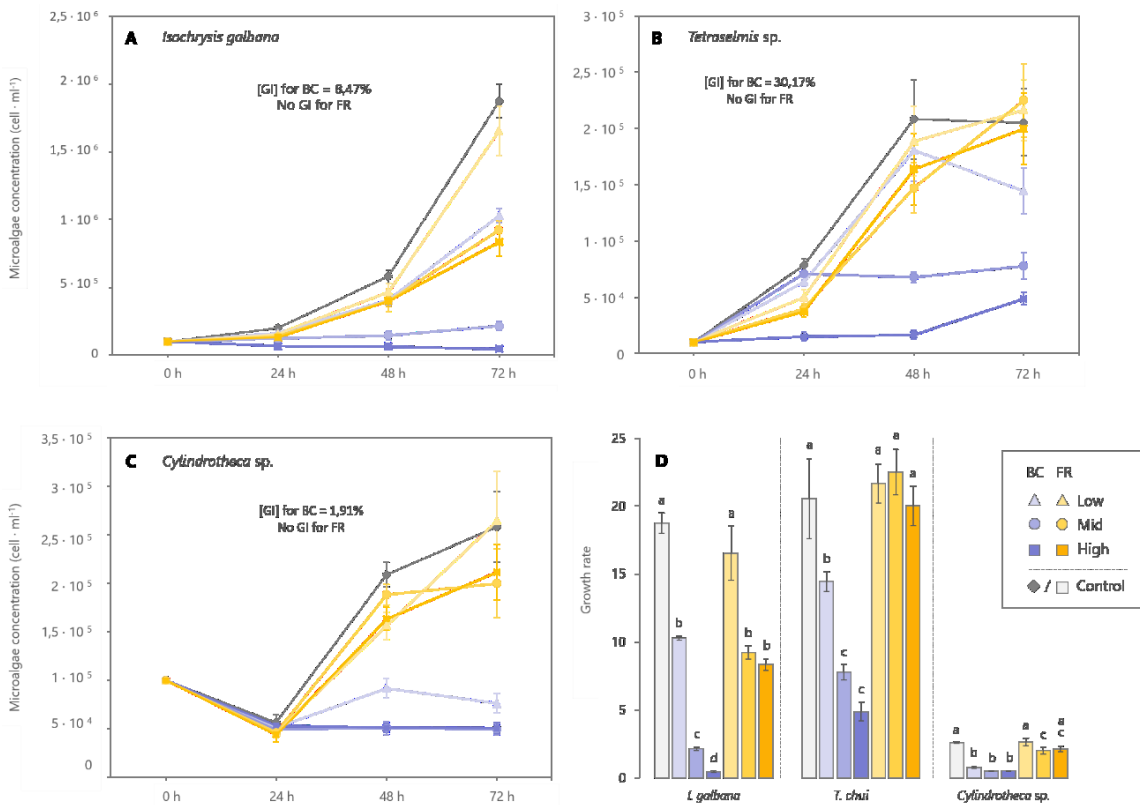 A Isochrysis galbana
[GI] for BC = 8,47%
No GI for FR
Microalgae concentration (cell · ml⁻¹)
2,5 · 10⁶
2 · 10⁶
1,5 · 10⁶
1 · 10⁶
5 · 10⁵
0
0 h 24 h 48 h 72 h
B Tetraselmis sp.
[GI] for BC = 30,17%
No GI for FR
3 · 10⁵
2,5 · 10⁵
2 · 10⁵
1,5 · 10⁵
1 · 10⁵
5 · 10⁴
0
0 h 24 h 48 h 72 h
C Cylindrotheca sp.
[GI] for BC = 1,91%
No GI for FR
Microalgae concentration (cell · ml⁻¹)
3,5 · 10⁵
3 · 10⁵
2,5 · 10⁵
2 · 10⁵
1,5 · 10⁵
1 · 10⁵
5 · 10⁴
0
0 h 24 h 48 h 72 h
D
Growth rate
25
20
15
10
5
0
a b c d a b b
a b c c a a a
a b b b a c a c
I. galbana T. chui Cylindrotheca sp.
BC FR
Low
Mid
High
/ Control